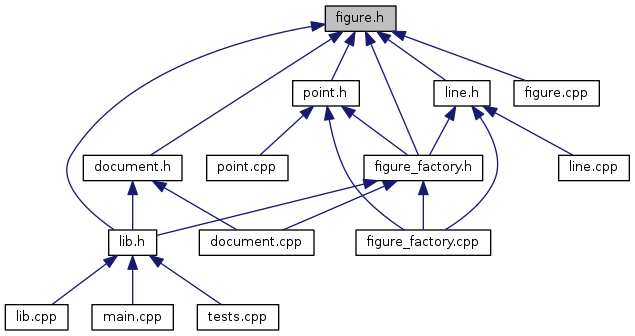 figure.h
point.h
line.h
figure.cpp
document.h
point.cpp
figure_factory.h
line.cpp
lib.h
document.cpp
figure_factory.cpp
lib.cpp
main.cpp
tests.cpp